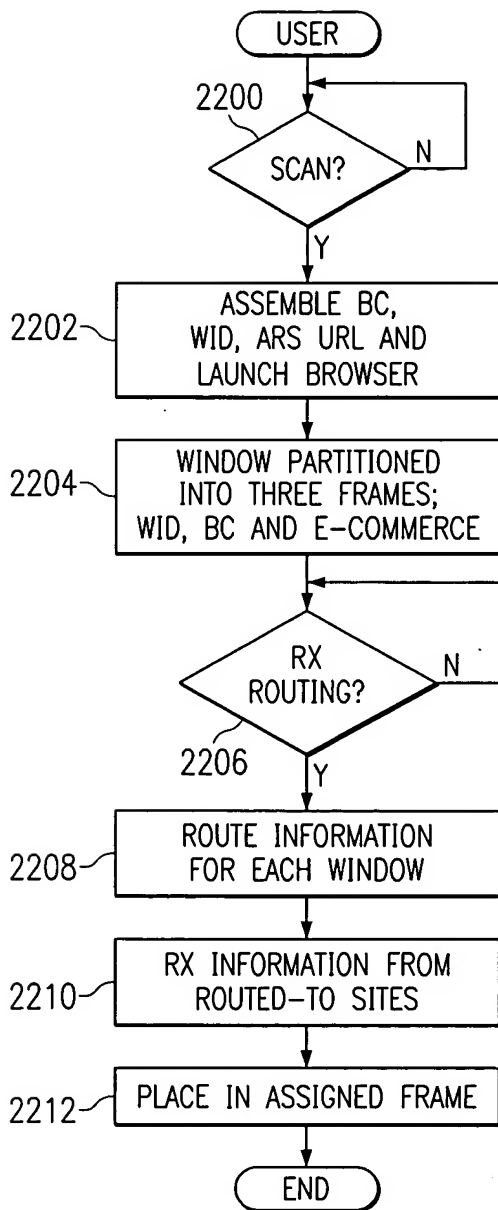 USER
2200
SCAN?
N
Y
2202
ASSEMBLE BC,
WID, ARS URL AND
LAUNCH BROWSER
2204
WINDOW PARTITIONED
INTO THREE FRAMES;
WID, BC AND E-COMMERCE
RX
ROUTING?
N
2206
Y
2208
ROUTE INFORMATION
FOR EACH WINDOW
2210
RX INFORMATION FROM
ROUTED-TO SITES
2212
PLACE IN ASSIGNED FRAME
END